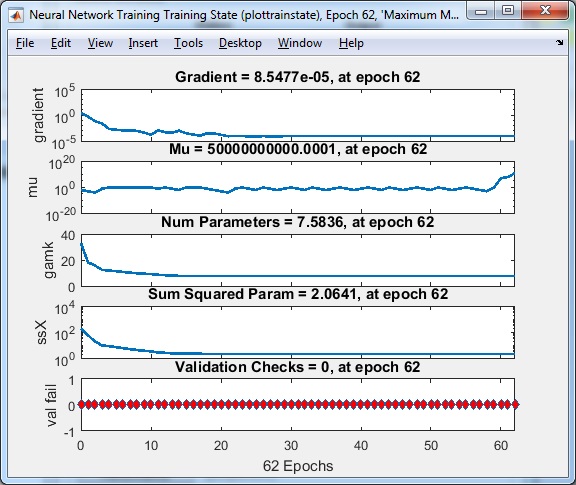 Neural Network Training Training State (plottrainstate), Epoch 62, 'Maximum M...
File Edit View Insert Tools Desktop Window Help
Gradient = 8.5477e-05, at epoch 62
gradient
10^5
10^0
10^-5
Mu = 50000000000.0001, at epoch 62
mu
10^20
10^0
10^-20
Num Parameters = 7.5836, at epoch 62
gamk
40
20
0
Sum Squared Param = 2.0641, at epoch 62
ssX
10^4
10^2
10^0
Validation Checks = 0, at epoch 62
val fail
1
0
-1
0 10 20 30 40 50 60
62 Epochs